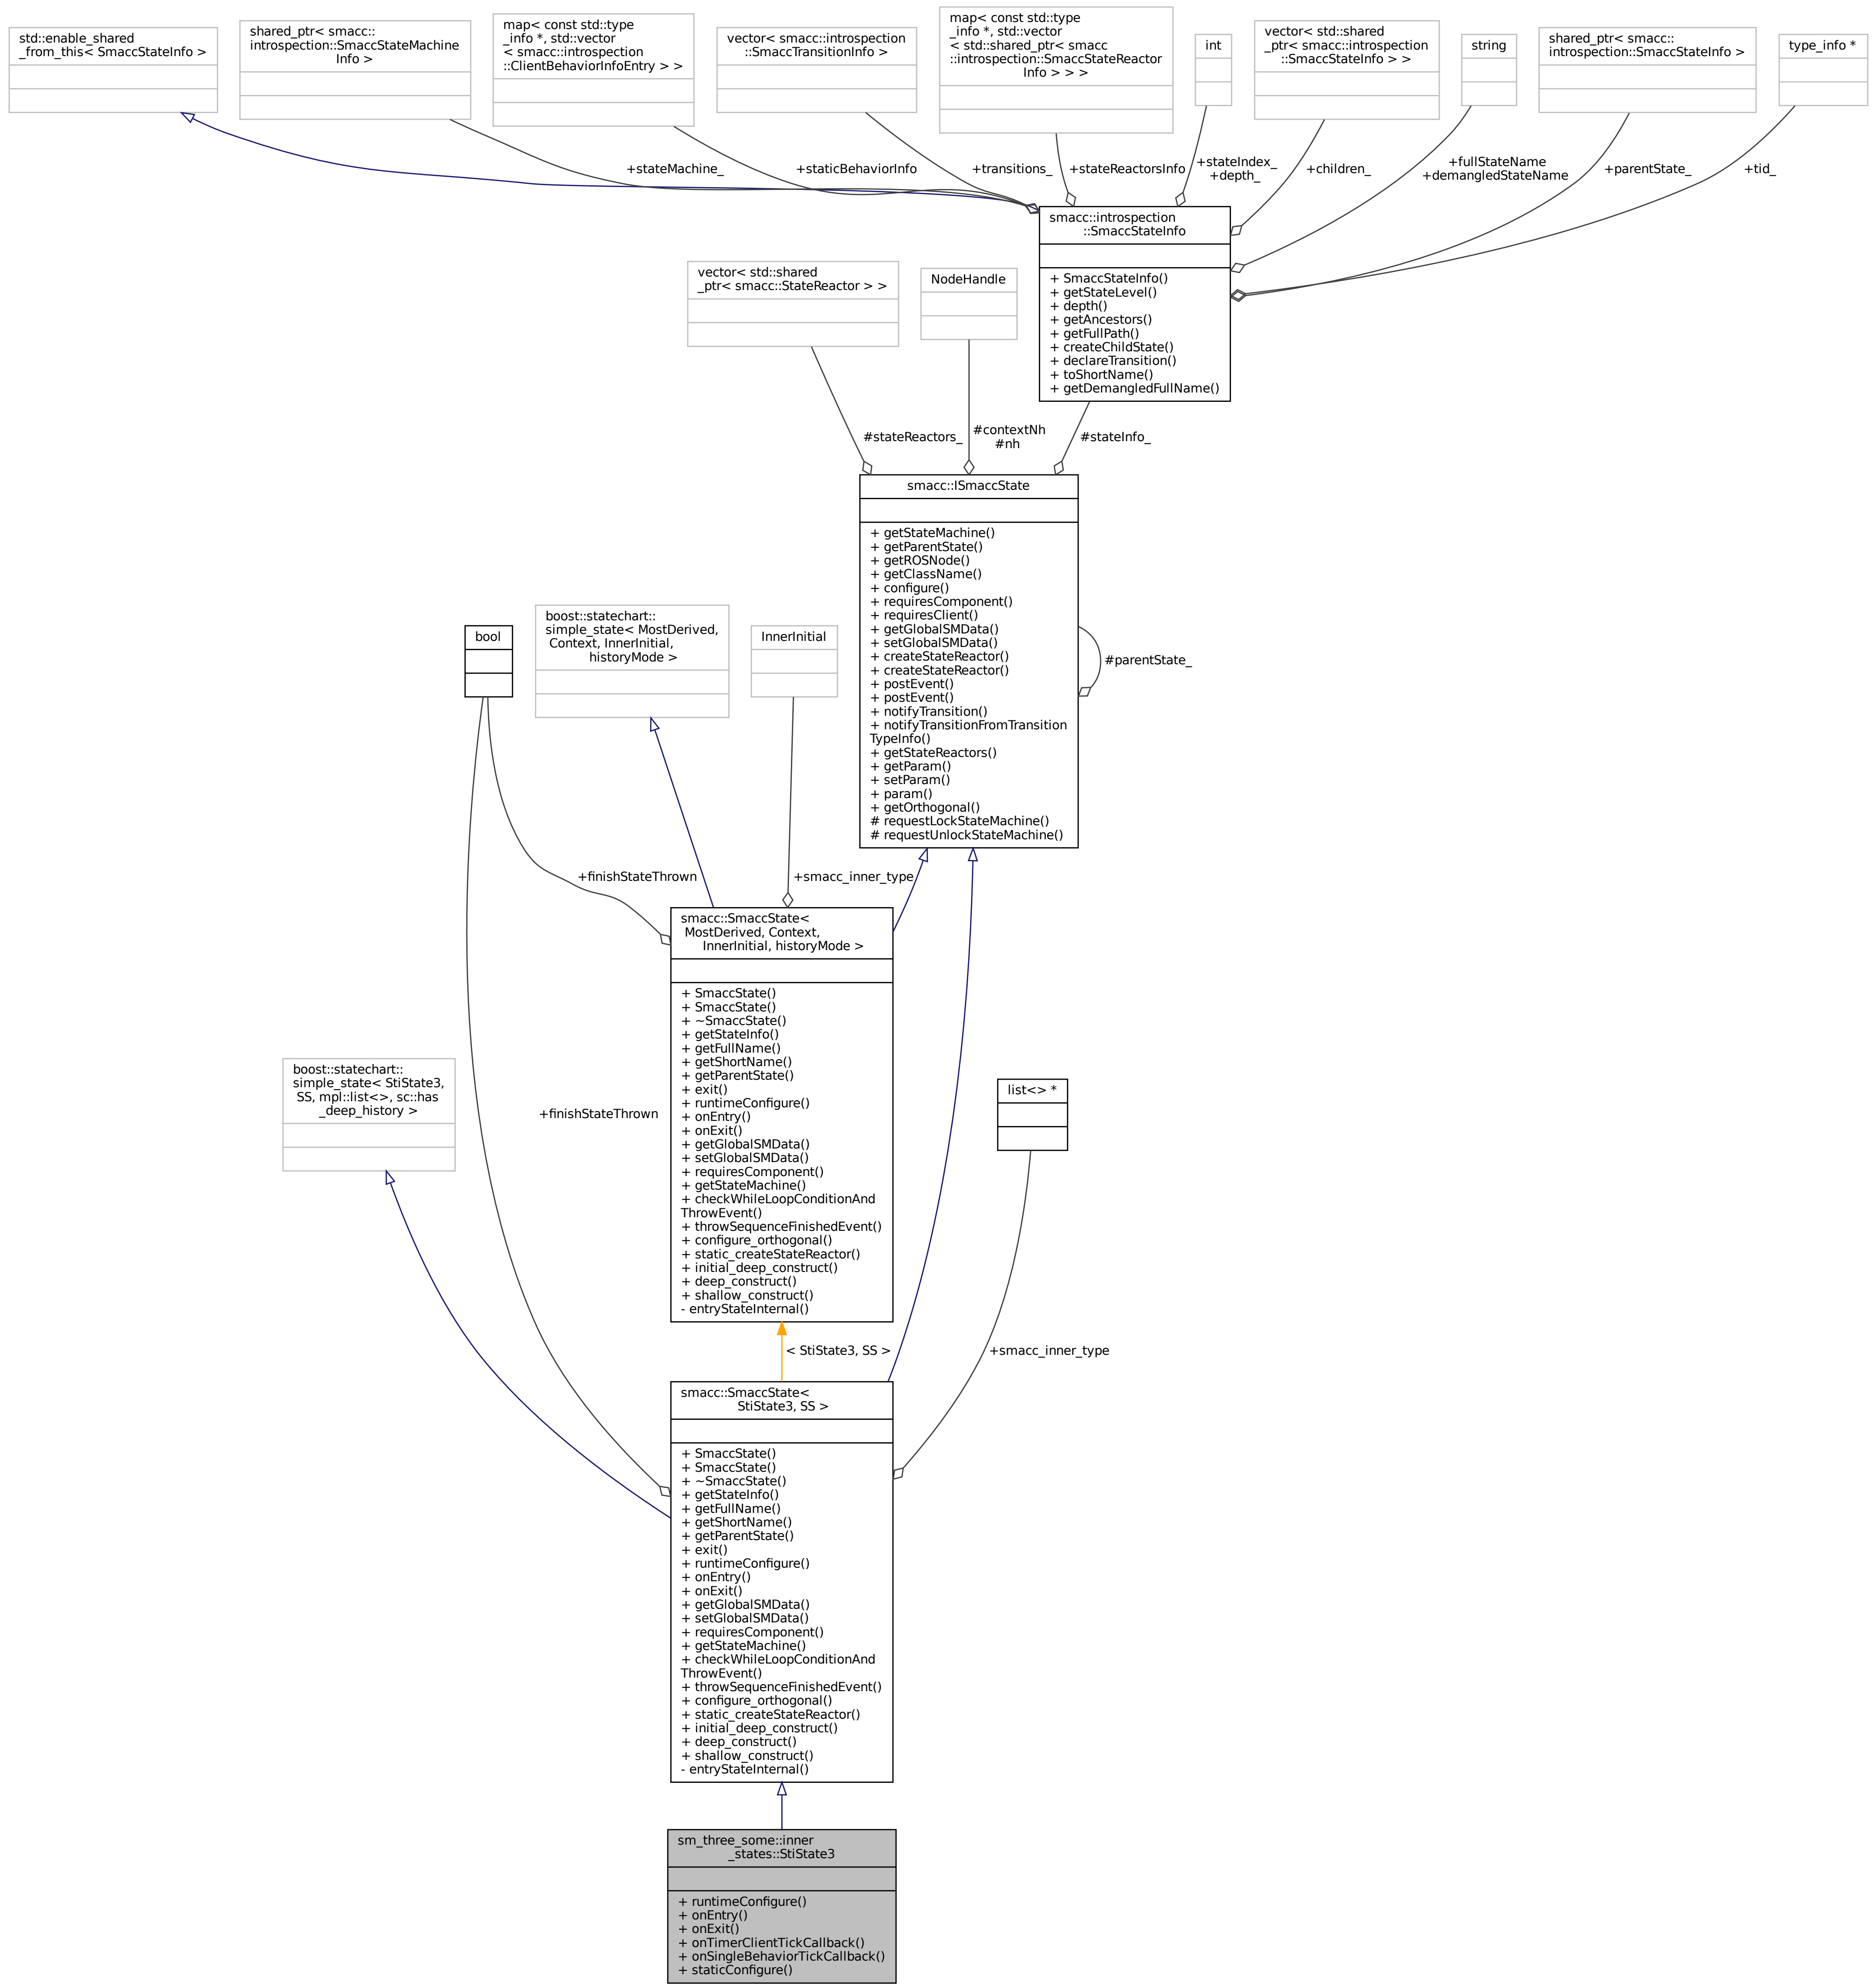 std::enable_shared
_from_this< SmaccStateInfo >
shared_ptr< smacc::
introspection::SmaccStateMachine
Info >
map< const std::type
_info *, std::vector
< smacc::introspection
::ClientBehaviorInfoEntry > >
vector< smacc::introspection
::SmaccTransitionInfo >
map< const std::type
_info *, std::vector
< std::shared_ptr< smacc
::introspection::SmaccStateReactor
Info > > >
int
vector< std::shared
_ptr< smacc::introspection
::SmaccStateInfo > >
string
shared_ptr< smacc::
introspection::SmaccStateInfo >
type_info *
+stateMachine_
+staticBehaviorInfo
+transitions_
+stateReactorsInfo
+stateIndex_
+depth_
+children_
+fullStateName
+demangledStateName
+parentState_
+tid_
smacc::introspection
::SmaccStateInfo
+ SmaccStateInfo()
+ getStateLevel()
+ depth()
+ getAncestors()
+ getFullPath()
+ createChildState()
+ declareTransition()
+ toShortName()
+ getDemangledFullName()
vector< std::shared
_ptr< smacc::StateReactor > >
NodeHandle
#stateReactors_
#contextNh
#nh
#stateInfo_
smacc::ISmaccState
+ getStateMachine()
+ getParentState()
+ getROSNode()
+ getClassName()
+ configure()
+ requiresComponent()
+ requiresClient()
+ getGlobalSMData()
+ setGlobalSMData()
+ createStateReactor()
+ createStateReactor()
+ postEvent()
+ postEvent()
+ notifyTransition()
+ notifyTransitionFromTransition
TypeInfo()
+ getStateReactors()
+ getParam()
+ setParam()
+ param()
+ getOrthogonal()
# requestLockStateMachine()
# requestUnlockStateMachine()
#parentState_
bool
boost::statechart::
simple_state< MostDerived,
Context, InnerInitial,
historyMode >
InnerInitial
+finishStateThrown
+smacc_inner_type
smacc::SmaccState<
MostDerived, Context,
InnerInitial, historyMode >
+ SmaccState()
+ SmaccState()
+ ~SmaccState()
+ getStateInfo()
+ getFullName()
+ getShortName()
+ getParentState()
+ exit()
+ runtimeConfigure()
+ onEntry()
+ onExit()
+ getGlobalSMData()
+ setGlobalSMData()
+ requiresComponent()
+ getStateMachine()
+ checkWhileLoopConditionAnd
ThrowEvent()
+ throwSequenceFinishedEvent()
+ configure_orthogonal()
+ static_createStateReactor()
+ initial_deep_construct()
+ deep_construct()
+ shallow_construct()
- entryStateInternal()
boost::statechart::
simple_state< StiState3,
SS, mpl::list<>, sc::has
_deep_history >
+finishStateThrown
list<> *
< StiState3, SS >
+smacc_inner_type
smacc::SmaccState<
StiState3, SS >
+ SmaccState()
+ SmaccState()
+ ~SmaccState()
+ getStateInfo()
+ getFullName()
+ getShortName()
+ getParentState()
+ exit()
+ runtimeConfigure()
+ onEntry()
+ onExit()
+ getGlobalSMData()
+ setGlobalSMData()
+ requiresComponent()
+ getStateMachine()
+ checkWhileLoopConditionAnd
ThrowEvent()
+ throwSequenceFinishedEvent()
+ configure_orthogonal()
+ static_createStateReactor()
+ initial_deep_construct()
+ deep_construct()
+ shallow_construct()
- entryStateInternal()
sm_three_some::inner
_states::StiState3
+ runtimeConfigure()
+ onEntry()
+ onExit()
+ onTimerClientTickCallback()
+ onSingleBehaviorTickCallback()
+ staticConfigure()